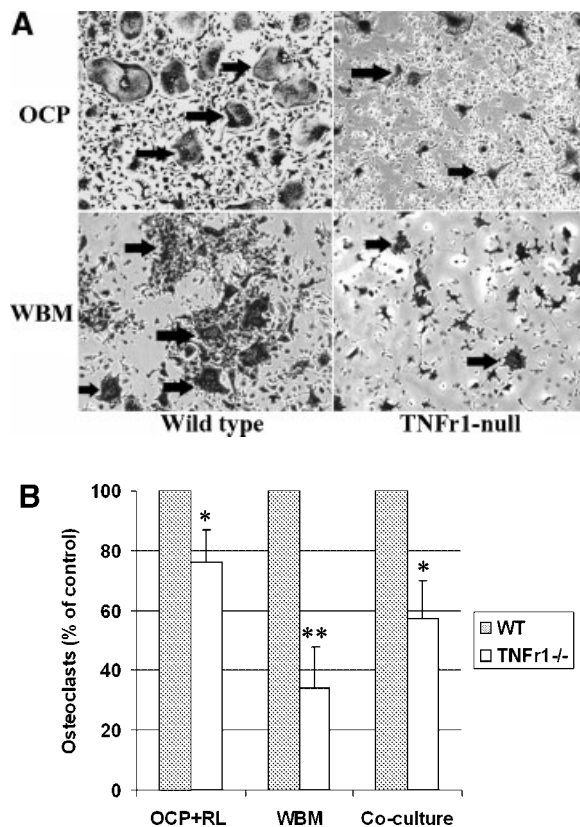 A
OCP
WBM
Wild type
TNFr1-null
B
Osteoclasts (% of control)
100
80
60
40
20
0
*
**
*
WT
TNFr1-/-
OCP+RL
WBM
Co-culture